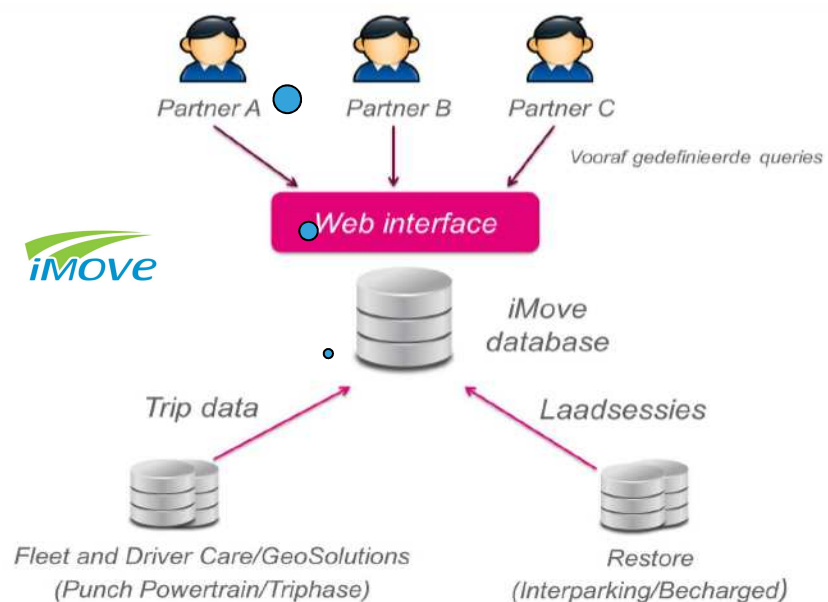 Partner A
Partner B
Partner C
Vooraf gedefinieerde queries
Web interface
iMove
iMove
database
Trip data
Laadsessies
Fleet and Driver Care/GeoSolutions
(Punch Powertrain/Triphase)
Restore
(Interparking/Becharged)